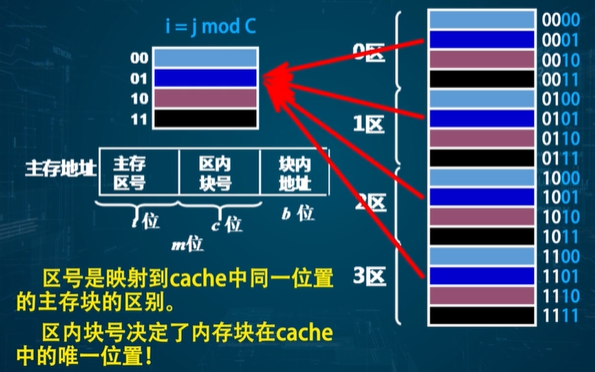 i = j mod C
00
01
10
11
主存地址
主存区号
区内块号
块内地址
l 位
c 位
b 位
m位
区号是映射到cache中同一位置
的主存块的区别。
区内块号决定了内存块在cache
中的唯一位置!
0区
1区
2区
3区
0000
0001
0010
0011
0100
0101
0110
0111
1000
1001
1010
1011
1100
1101
1110
1111